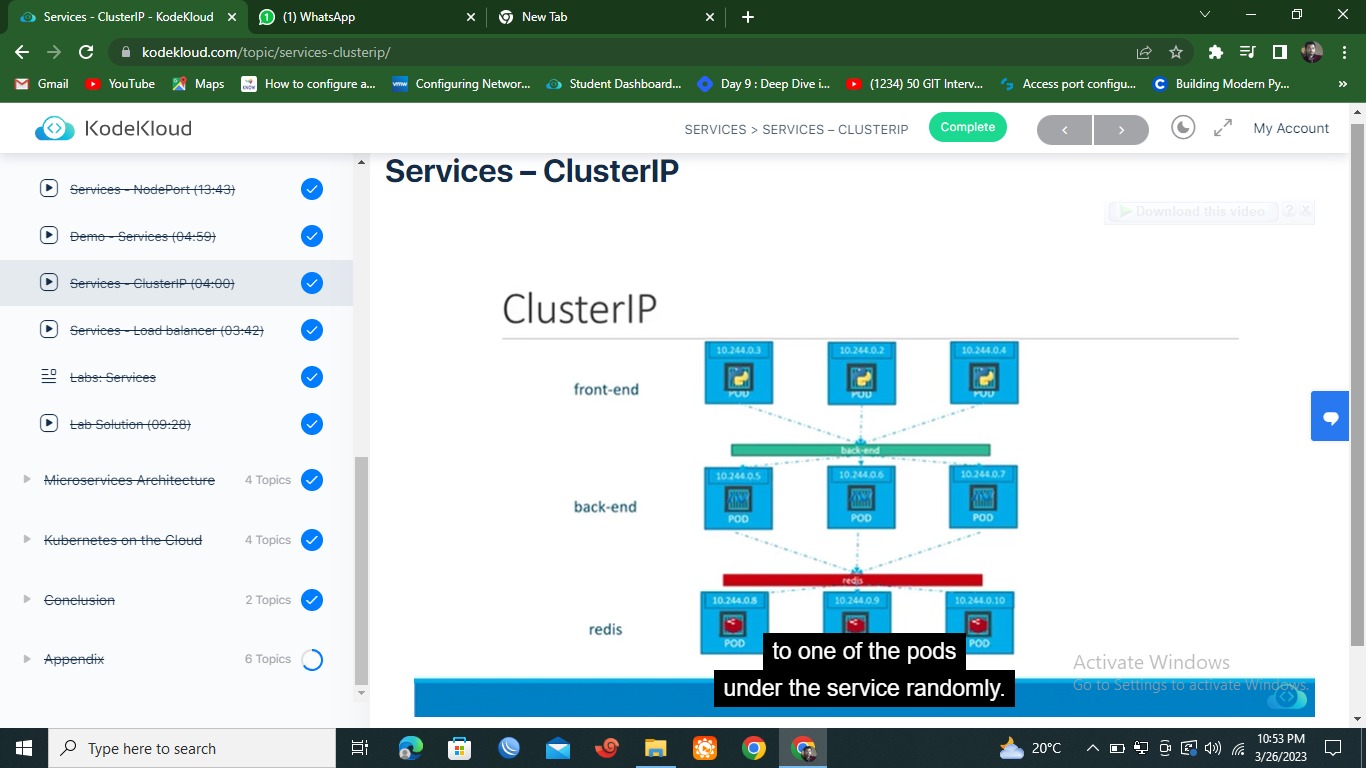 Services - ClusterIP - KodeKloud
(1) WhatsApp
New Tab
kodekloud.com/topic/services-clusterip/
Gmail
YouTube
Maps
How to configure a...
Configuring Networ...
Student Dashboard...
Day 9 : Deep Dive i...
(1234) 50 GIT Interv...
Access port configu...
Building Modern Py...
»
KodeKloud
SERVICES > SERVICES – CLUSTERIP
Complete
My Account
Services - NodePort (13:43)
Demo - Services (04:59)
Services - ClusterIP (04:00)
Services - Load balancer (03:42)
Labs: Services
Lab Solution (09:28)
Microservices Architecture
4 Topics
Kubernetes on the Cloud
4 Topics
Conclusion
2 Topics
Appendix
6 Topics
Services – ClusterIP
Download this video
? X
ClusterIP
front-end
10.244.0.3
10.244.0.2
10.244.0.4
POD
POD
POD
back-end
back-end
10.244.0.5
10.244.0.6
10.244.0.7
POD
POD
POD
redis
redis
10.244.0.8
10.244.0.9
10.244.0.10
POD
POD
to one of the pods
under the service randomly.
Activate Windows
Go to Settings to activate Windows.
Type here to search
20°C
10:53 PM
3/26/2023